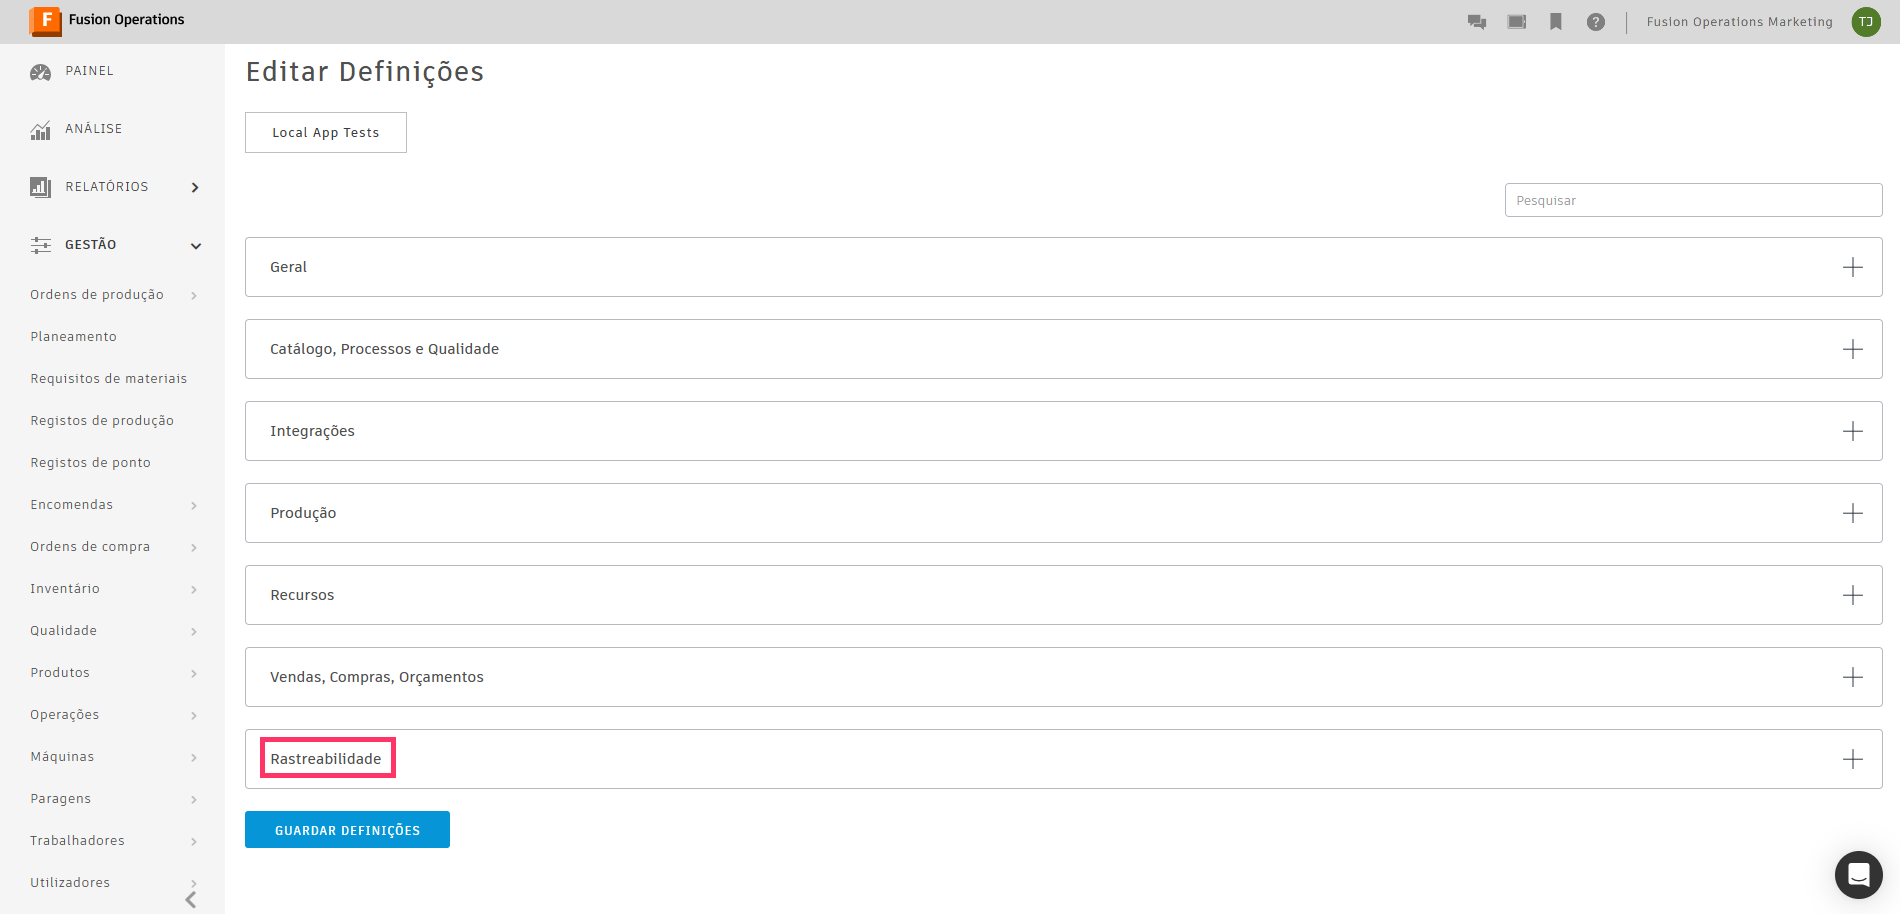 F Fusion Operations
Fusion Operations Marketing TJ
PAINEL
ANÁLISE
RELATÓRIOS
GESTÃO
Ordens de produção
Planeamento
Requisitos de materiais
Registos de produção
Registos de ponto
Encomendas
Ordens de compra
Inventário
Qualidade
Produtos
Operações
Máquinas
Paragens
Trabalhadores
Utilizadores
Editar Definições
Local App Tests
Pesquisar
Geral
Catálogo, Processos e Qualidade
Integrações
Produção
Recursos
Vendas, Compras, Orçamentos
Rastreabilidade
GUARDAR DEFINIÇÕES